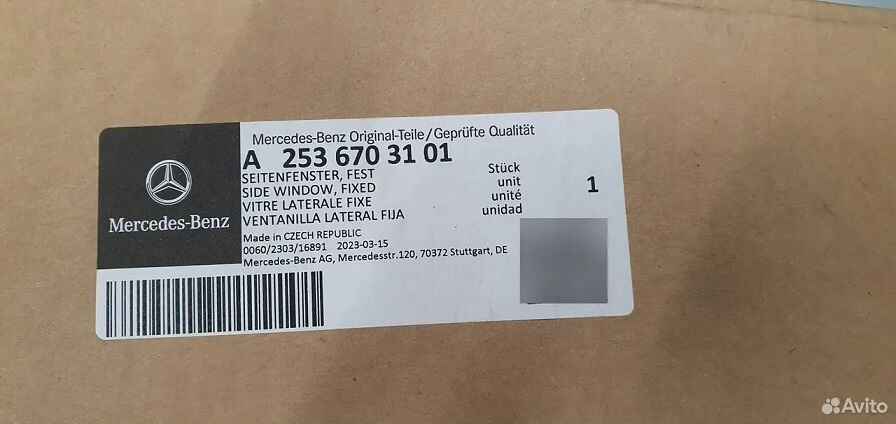 Mercedes-Benz Original-Teile/Geprüfte Qualität
A 253 670 31 01
SEITENFENSTER, FEST
SIDE WINDOW, FIXED
VITRE LATERALE FIXE
VENTANILLA LATERAL FIJA
Stück
unit
unité
unidad
1
Made in CZECH REPUBLIC
0060/2303/16891 2023-03-15
Mercedes-Benz AG, Mercedesstr.120, 70372 Stuttgart, DE
Mercedes-Benz
Avito